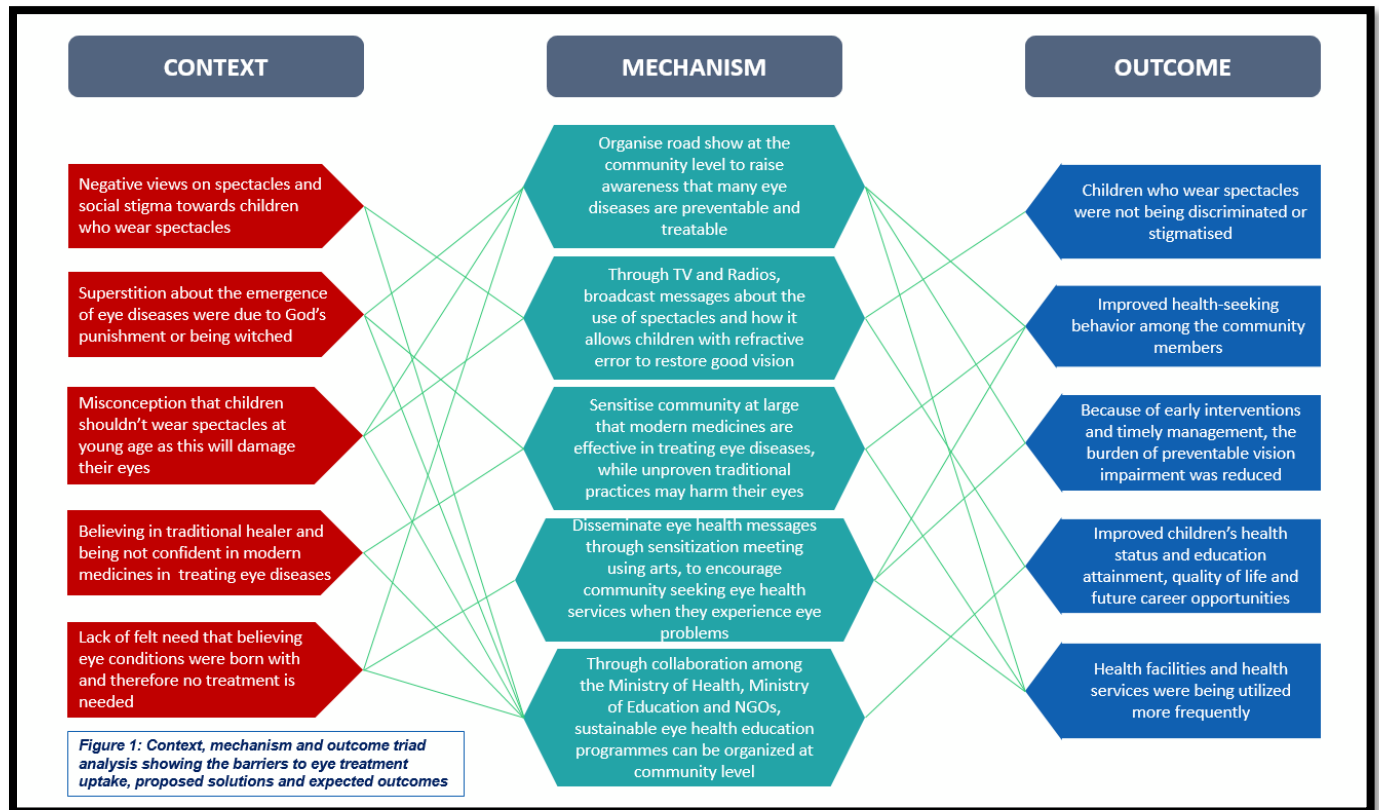 CONTEXT
MECHANISM
OUTCOME
Negative views on spectacles and
social stigma towards children
who wear spectacles
Superstition about the emergence
of eye diseases were due to God's
punishment or being witched
Misconception that children
shouldn't wear spectacles at
young age as this will damage
their eyes
Believing in traditional healer and
being not confident in modern
medicines in treating eye diseases
Lack of felt need that believing
eye conditions were born with
and therefore no treatment is
needed
Organise road show at the
community level to raise
awareness that many eye
diseases are preventable and
treatable
Through TV and Radios,
broadcast messages about the
use of spectacles and how it
allows children with refractive
error to restore good vision
Sensitise community at large
that modern medicines are
effective in treating eye diseases,
while unproven traditional
practices may harm their eyes
Disseminate eye health messages
through sensitization meeting
using arts, to encourage
community seeking eye health
services when they experience eye
problems
Through collaboration among
the Ministry of Health, Ministry
of Education and NGOs,
sustainable eye health education
programmes can be organized at
community level
Children who wear spectacles
were not being discriminated or
stigmatised
Improved health-seeking
behavior among the community
members
Because of early interventions
and timely management, the
burden of preventable vision
impairment was reduced
Improved children's health
status and education
attainment, quality of life and
future career opportunities
Health facilities and health
services were being utilized
more frequently
Figure 1: Context, mechanism and outcome triad
analysis showing the barriers to eye treatment
uptake, proposed solutions and expected outcomes